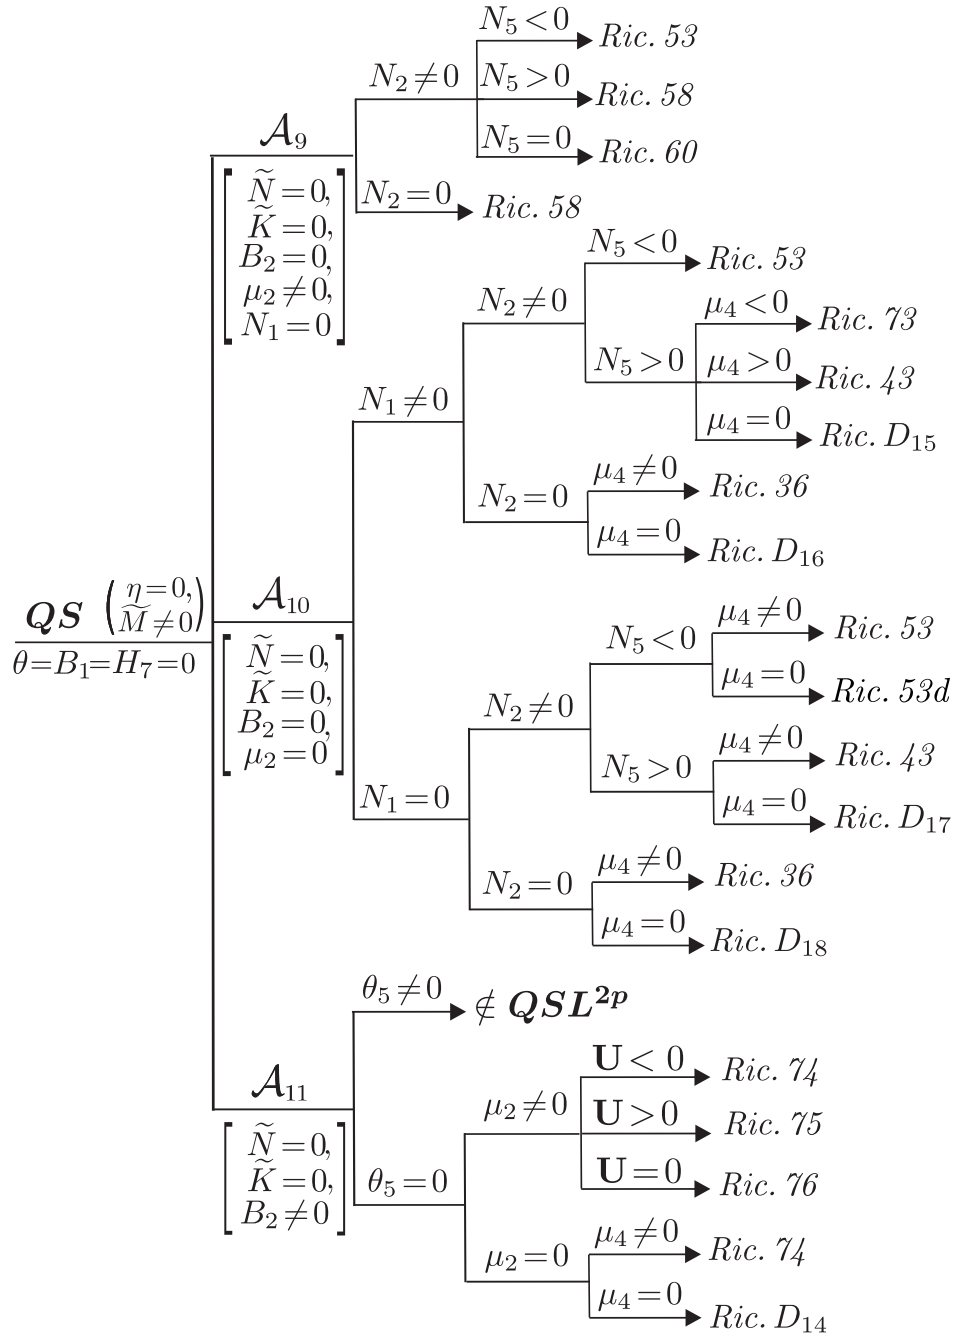 N₅<0 Ric. 53
N₂≠0 N₅>0 Ric. 58
N₅=0 Ric. 60
𝒜₉
N₂=0 Ric. 58
[Ñ=0,
K̃=0,
B₂=0,
μ₂≠0,
N₁=0]
N₅<0 Ric. 53
N₂≠0
μ₄<0 Ric. 73
N₅>0 μ₄>0 Ric. 43
μ₄=0 Ric. D₁₅
N₁≠0
μ₄≠0 Ric. 36
N₂=0
μ₄=0 Ric. D₁₆
QS (η=0,
M̃≠0)
θ=B₁=H₇=0
𝒜₁₀
[Ñ=0,
K̃=0,
B₂=0,
μ₂=0]
μ₄≠0 Ric. 53
N₅<0
μ₄=0 Ric. 53d
N₂≠0
μ₄≠0 Ric. 43
N₅>0
μ₄=0 Ric. D₁₇
N₁=0
μ₄≠0 Ric. 36
N₂=0
μ₄=0 Ric. D₁₈
θ₅≠0 ∉ QSL²ᵖ
𝒜₁₁
[Ñ=0,
K̃=0,
B₂≠0]
U<0 Ric. 74
μ₂≠0 U>0 Ric. 75
U=0 Ric. 76
θ₅=0
μ₄≠0 Ric. 74
μ₂=0
μ₄=0 Ric. D₁₄